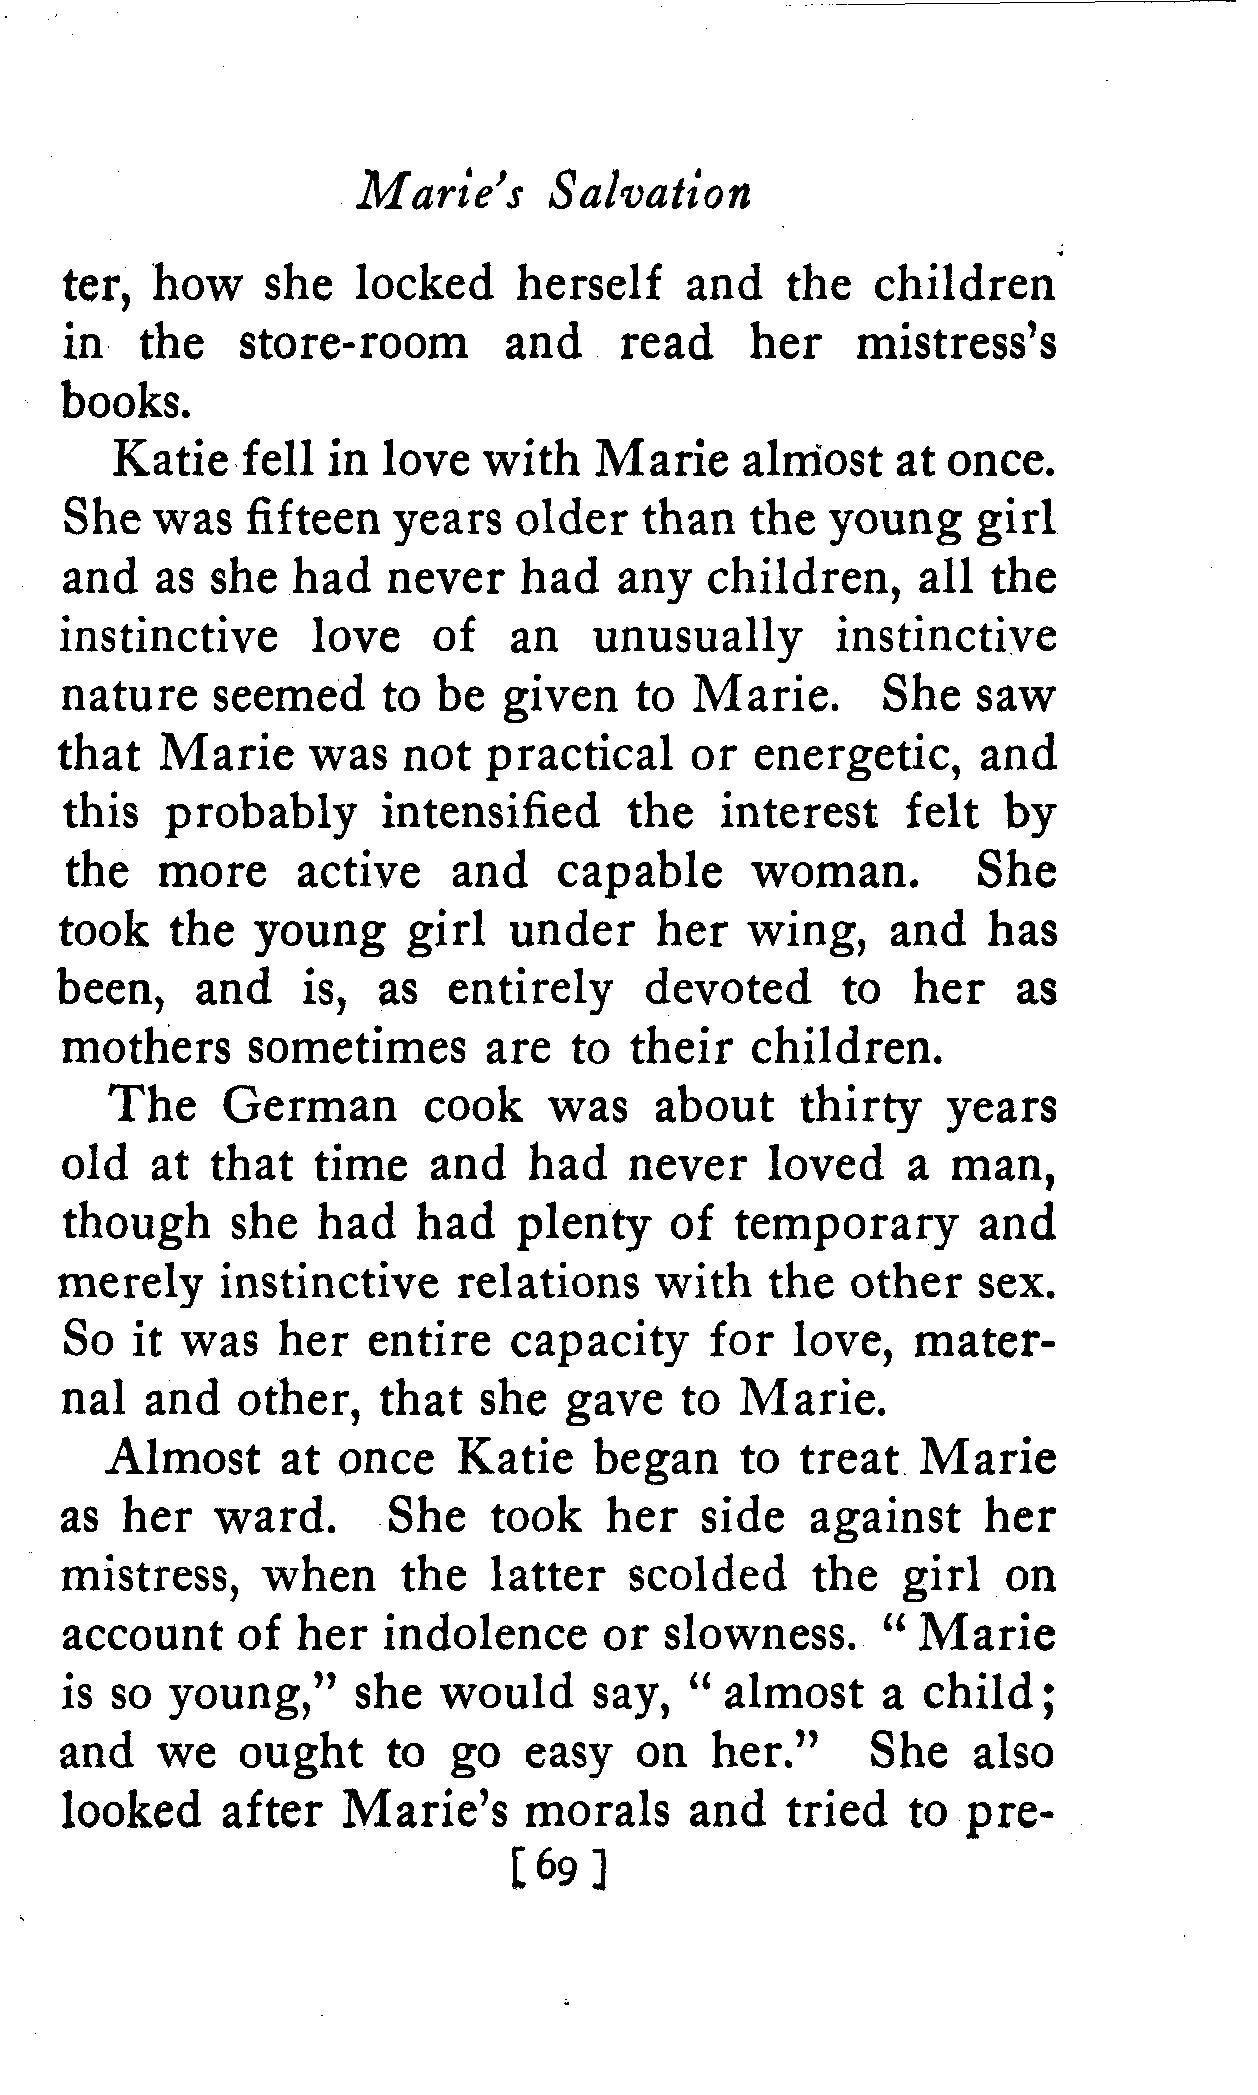 Marie's Salvation
ter, how she locked herself and the children
in the store-room and read her mistress's
books.
Katie fell in love with Marie almost at once.
She was fifteen years older than the young girl
and as she had never had any children, all the
instinctive love of an unusually instinctive
nature seemed to be given to Marie. She saw
that Marie was not practical or energetic, and
this probably intensified the interest felt by
the more active and capable woman. She
took the young girl under her wing, and has
been, and is, as entirely devoted to her as
mothers sometimes are to their children.
The German cook was about thirty years
old at that time and had never loved a man,
though she had had plenty of temporary and
merely instinctive relations with the other sex.
So it was her entire capacity for love, mater-
nal and other, that she gave to Marie.
Almost at once Katie began to treat Marie
as her ward. She took her side against her
mistress, when the latter scolded the girl on
account of her indolence or slowness. " Marie
is so young," she would say, " almost a child;
and we ought to go easy on her." She also
looked after Marie's morals and tried to pre-
[69]